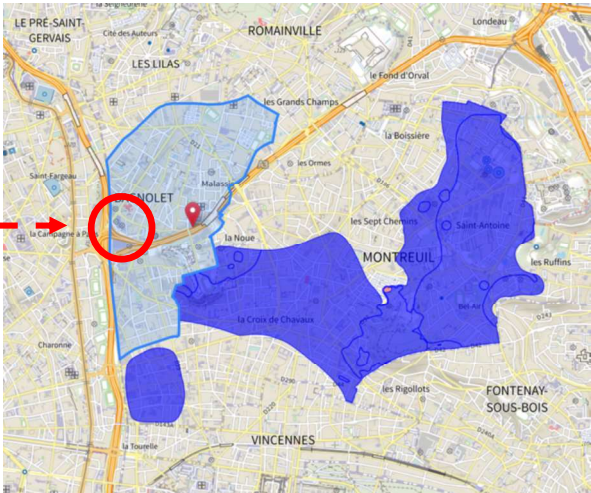 LE PRÉ-SAINT-
GERVAIS
Cité des Auteurs
ROMAINVILLE
Londeau
LES LILAS
le Fond d'Orval
les Grands Champs
la Boissière
D22
les Ormes
Saint-Fargeau
Malassis
les Sept Chemins
Saint-Antoine
la Campagne à Paris
la Noue
MONTREUIL
les Ruffins
Bel-Air
la Croix de Chavaux
D243
Charonne
les Rigollots
FONTENAY-
SOUS-BOIS
la Tourelle
VINCENNES